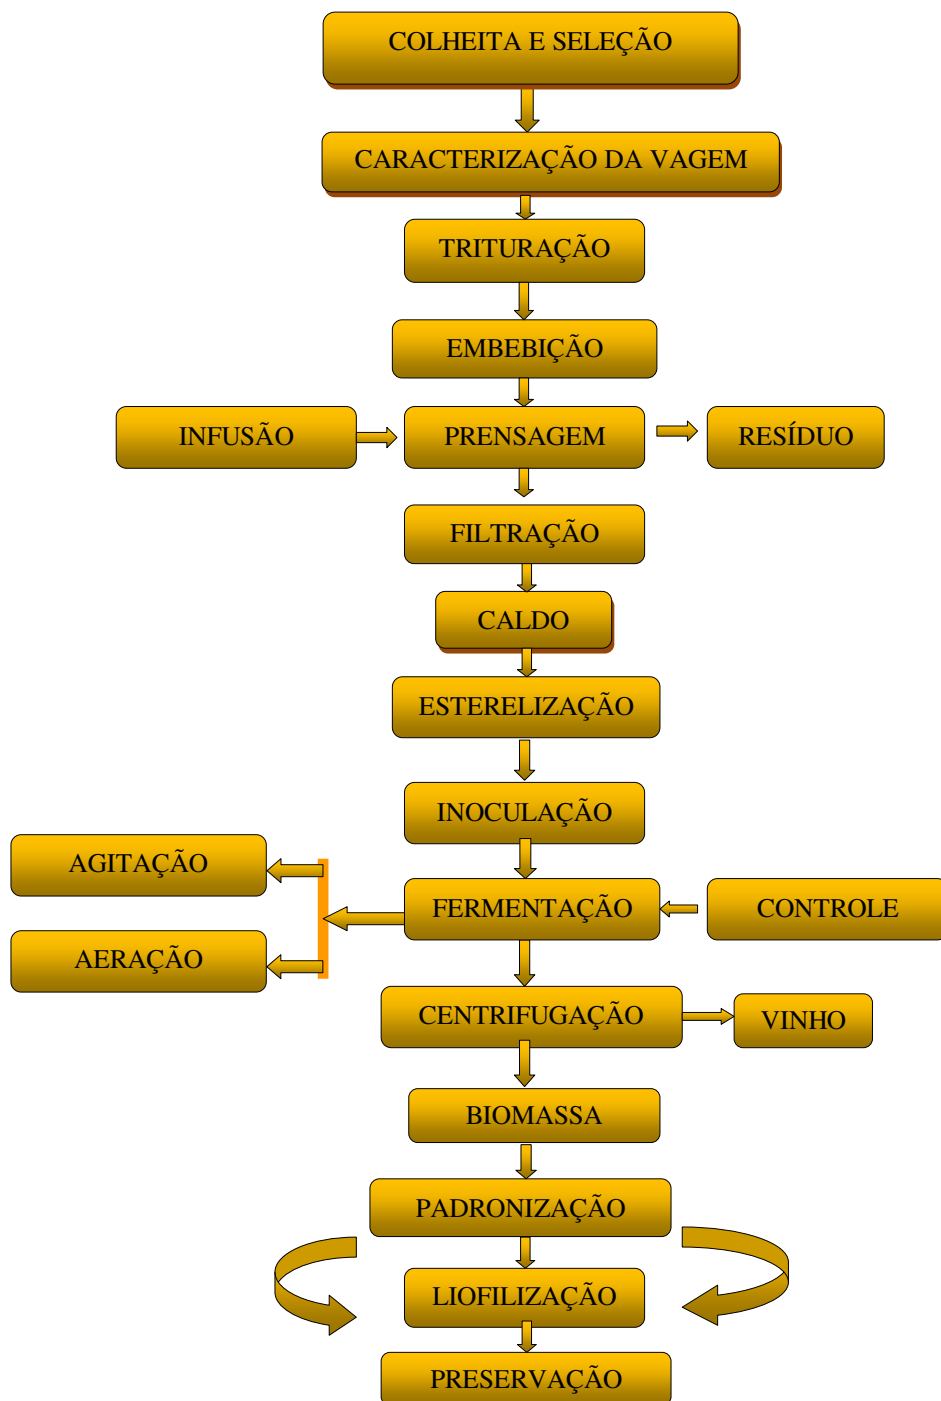 COLHEITA E SELEÇÃO
CARACTERIZAÇÃO DA VAGEM
TRITURAÇÃO
EMBEBIÇÃO
INFUSÃO
PRENSAGEM
RESÍDUO
FILTRAÇÃO
CALDO
ESTERELIZAÇÃO
INOCULAÇÃO
AGITAÇÃO
FERMENTAÇÃO
CONTROLE
AERAÇÃO
CENTRIFUGAÇÃO
VINHO
BIOMASSA
PADRONIZAÇÃO
LIOFILIZAÇÃO
PRESERVAÇÃO